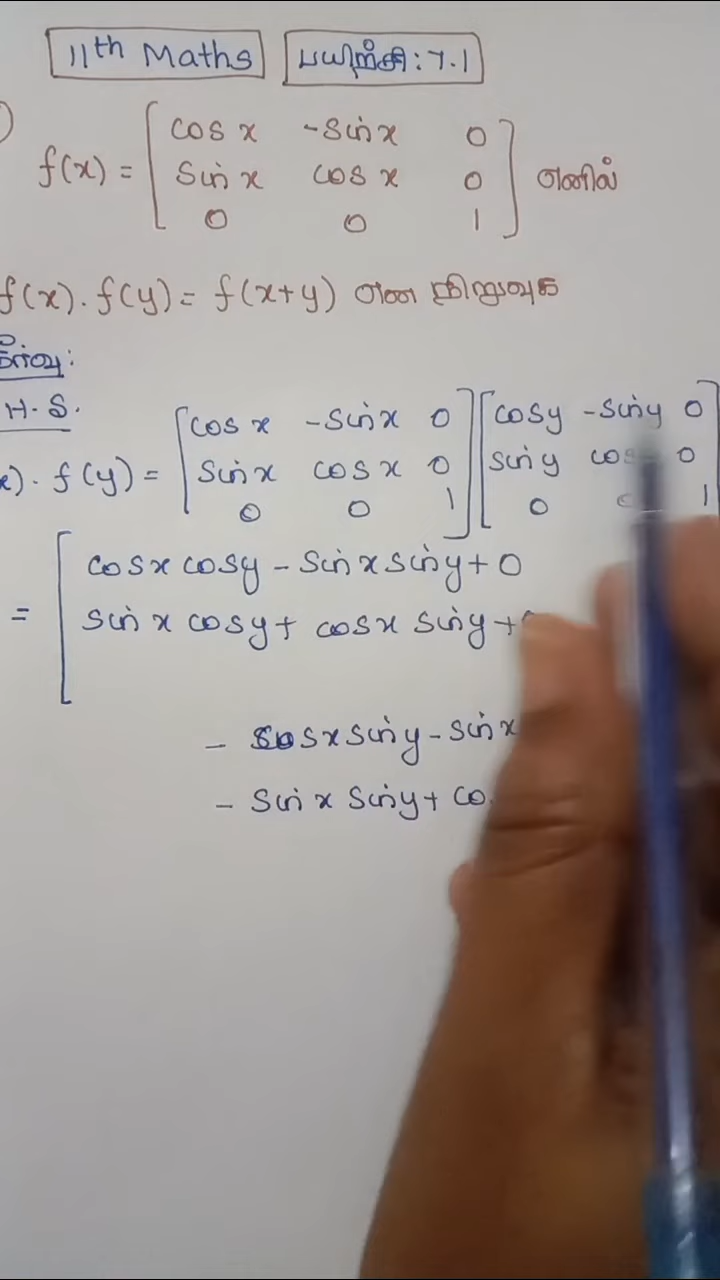 11th Maths பயிற்சி: 7.1
f(x) = [ cos x -sin x 0
sin x cos x 0
0 0 1 ] எனில்
f(x). f(y) = f(x+y) என நிறுவுக
தீர்வு:
H.S.
x). f(y) = [ cos x -sin x 0
sin x cos x 0
0 0 1 ] [ cos y -sin y 0
sin y 0
0 1 ]
= [ cos x cos y - sin x sin y + 0
sin x cos y + cos x sin y +
- cos x sin y - sin x
- sin x sin y +